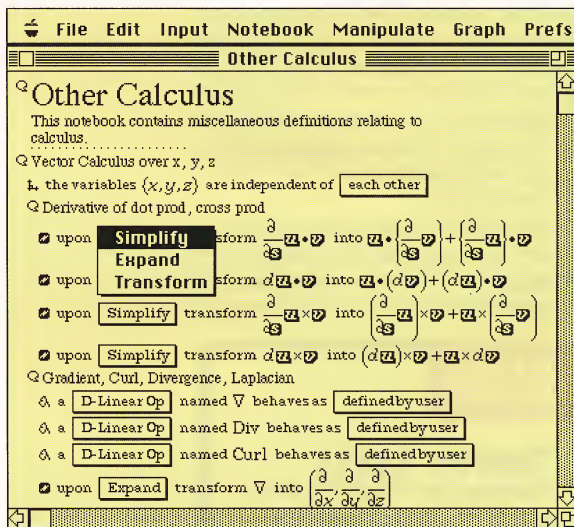 File Edit Input Notebook Manipulate Graph Prefs
Other Calculus
Other Calculus
This notebook contains miscellaneous definitions relating to
calculus.
Vector Calculus over x, y, z
the variables {x,y,z} are independent of each other
Derivative of dot prod, cross prod
upon Simplify sform ∂/∂s u•v into u•{∂/∂s v}+{∂/∂s u}•v
Expand
Transform
upon sform du•v into u•(dv)+(du)•v
upon Simplify transform ∂/∂s u×v into (∂/∂s u)×v+u×(∂/∂s v)
upon Simplify transform du×v into (du)×v+u×dv
Gradient, Curl, Divergence, Laplacian
a D-Linear Op named ∇ behaves as defined by user
a D-Linear Op named Div behaves as defined by user
a D-Linear Op named Curl behaves as defined by user
upon Expand transform ∇ into (∂/∂x, ∂/∂y, ∂/∂z)